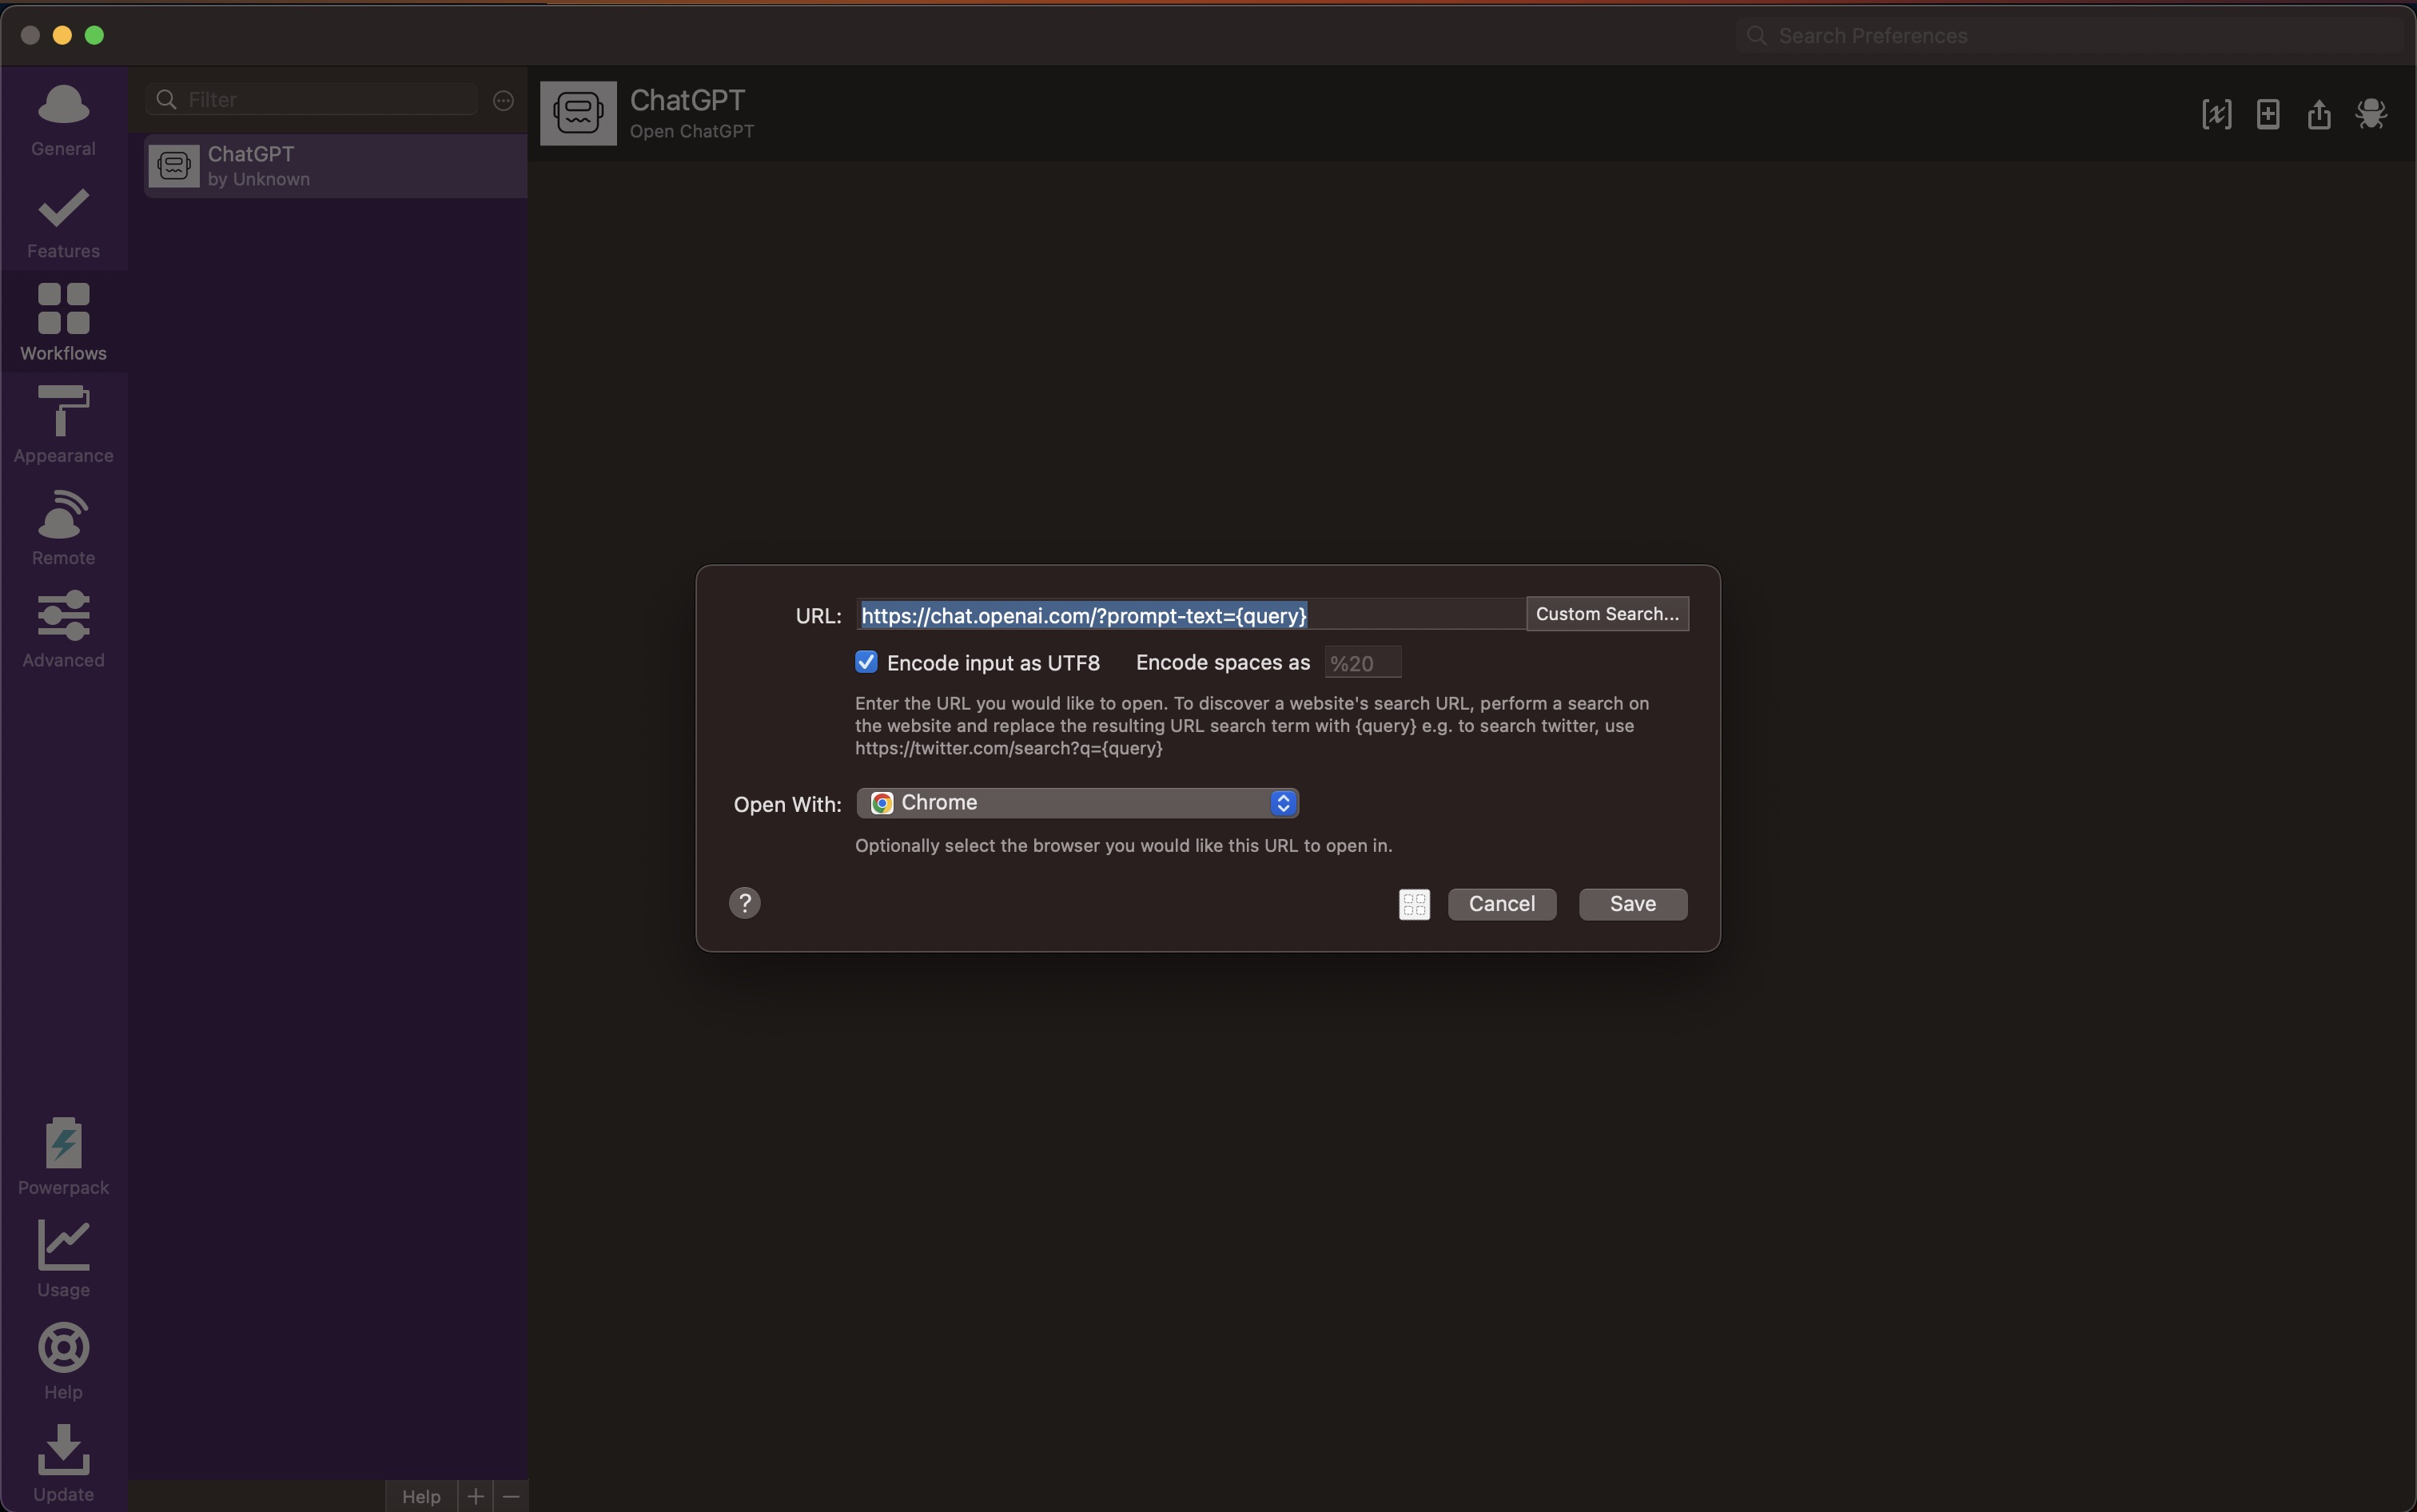 Search Preferences
General
Features
Workflows
Appearance
Remote
Advanced
Powerpack
Usage
Help
Update
Filter
ChatGPT
by Unknown
Help
ChatGPT
Open ChatGPT
URL: https://chat.openai.com/?prompt-text={query} Custom Search...
Encode input as UTF8 Encode spaces as %20
Enter the URL you would like to open. To discover a website's search URL, perform a search on
the website and replace the resulting URL search term with {query} e.g. to search twitter, use
https://twitter.com/search?q={query}
Open With: Chrome
Optionally select the browser you would like this URL to open in.
? Cancel Save